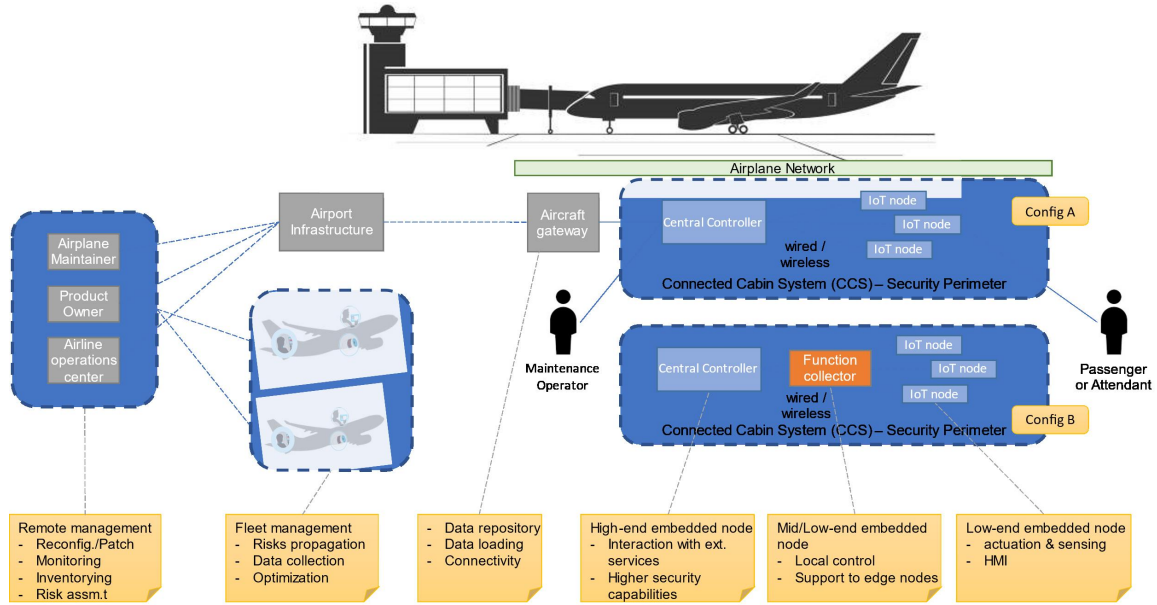 Airplane Network
Airplane
Maintainer
Product
Owner
Airline
operations
center
Airport
Infrastructure
Aircraft
gateway
Central Controller
IoT node
IoT node
IoT node
wired /
wireless
Connected Cabin System (CCS) – Security Perimeter
Config A
Maintenance
Operator
Passenger
or Attendant
Central Controller
Function
collector
IoT node
IoT node
IoT node
wired /
wireless
Connected Cabin System (CCS) – Security Perimeter
Config B
Remote management
- Reconfig./Patch
- Monitoring
- Inventorying
- Risk assm.t
Fleet management
- Risks propagation
- Data collection
- Optimization
- Data repository
- Data loading
- Connectivity
High-end embedded node
- Interaction with ext.
services
- Higher security
capabilities
Mid/Low-end embedded
node
- Local control
- Support to edge nodes
Low-end embedded node
- actuation & sensing
- HMI